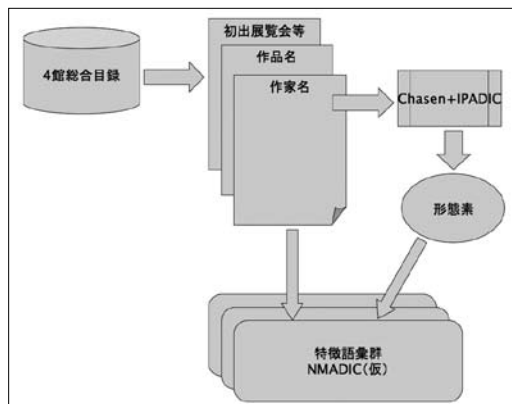 初出展覧会等
作品名
4館総合目録
作家名
Chasen+IPADIC
形態素
特徴語彙群
NMADIC(仮)